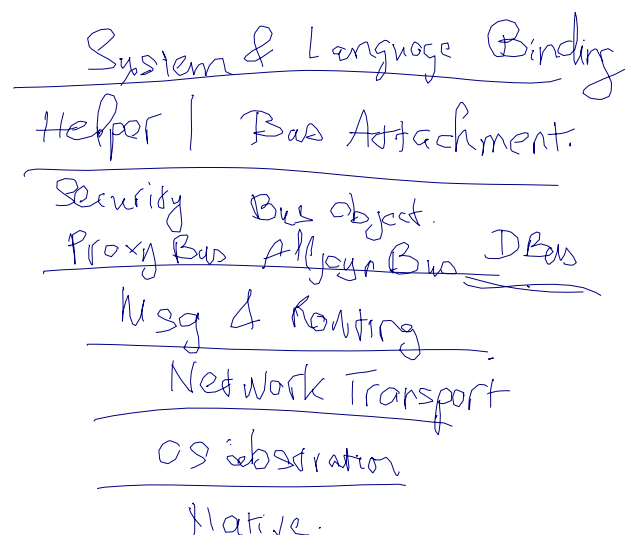 System & Language Binding
Helper | Bus Attachment.
Security Bus Object.
Proxy Bus Alljoyn Bus DBus
Msg & Routing
Network Transport
OS abstration
Native.